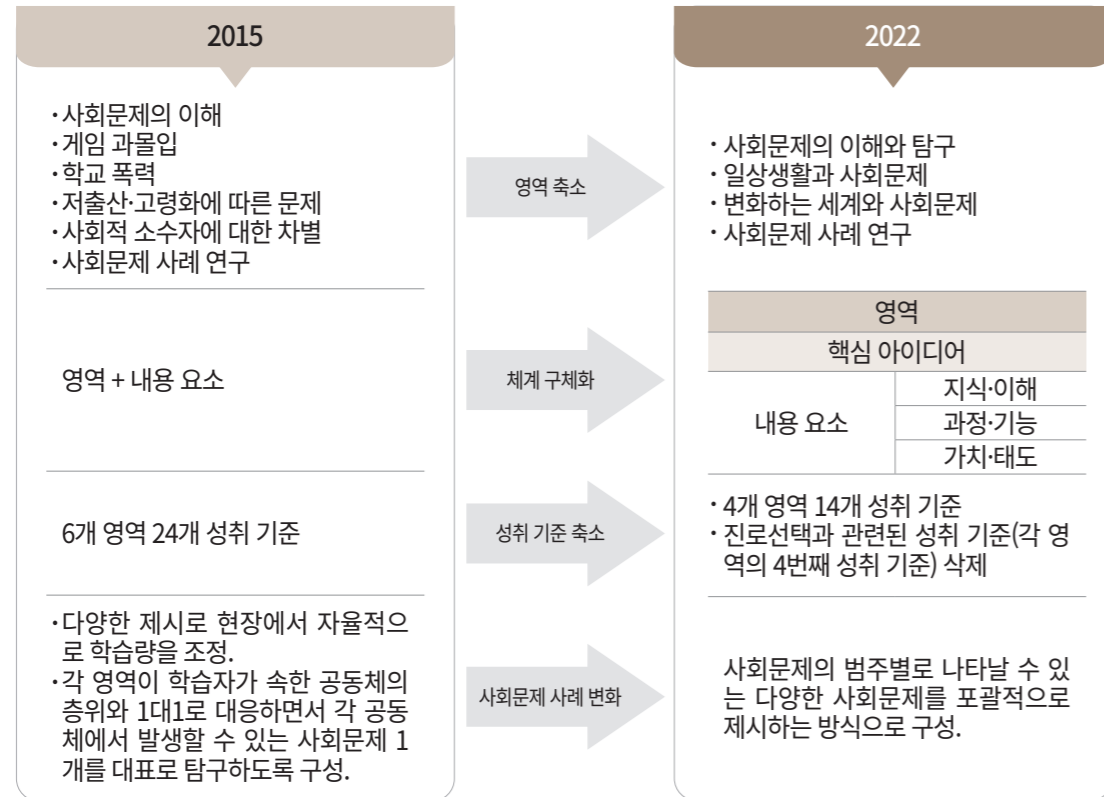 2015
2022
·사회문제의 이해
·게임 과몰입
·학교 폭력
·저출산·고령화에 따른 문제
·사회적 소수자에 대한 차별
·사회문제 사례 연구
영역 축소
· 사회문제의 이해와 탐구
· 일상생활과 사회문제
· 변화하는 세계와 사회문제
· 사회문제 사례 연구
영역 + 내용 요소
체계 구체화
영역
핵심 아이디어
내용 요소
지식·이해
과정·기능
가치·태도
6개 영역 24개 성취 기준
성취 기준 축소
· 4개 영역 14개 성취 기준
· 진로선택과 관련된 성취 기준(각 영
역의 4번째 성취 기준) 삭제
·다양한 제시로 현장에서 자율적으
로 학습량을 조정.
·각 영역이 학습자가 속한 공동체의
층위와 1대1로 대응하면서 각 공동
체에서 발생할 수 있는 사회문제 1
개를 대표로 탐구하도록 구성.
사회문제 사례 변화
사회문제의 범주별로 나타날 수 있
는 다양한 사회문제를 포괄적으로
제시하는 방식으로 구성.